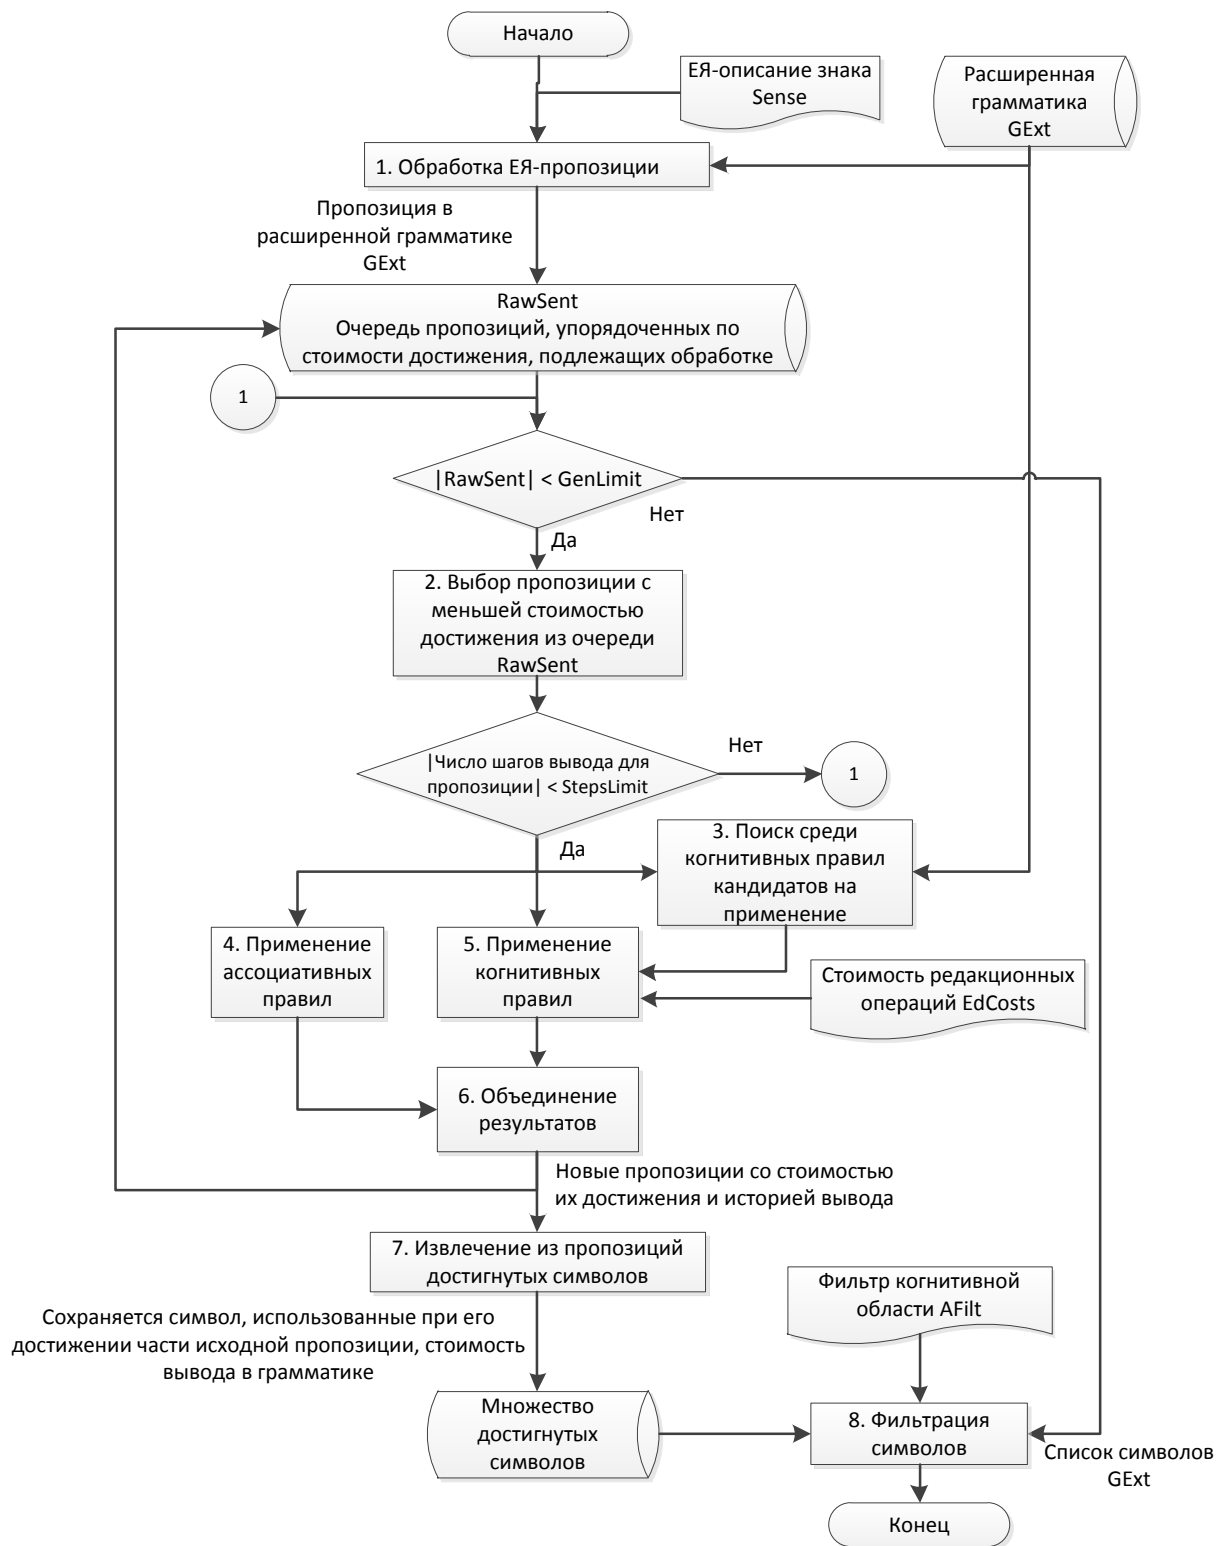 Начало
ЕЯ-описание знака
Sense
Расширенная
грамматика
GExt
1. Обработка ЕЯ-пропозиции
Пропозиция в
расширенной грамматике
GExt
RawSent
Очередь пропозиций, упорядоченных по
стоимости достижения, подлежащих обработке
1
|RawSent| < GenLimit
Нет
Да
2. Выбор пропозиции с
меньшей стоимостью
достижения из очереди
RawSent
|Число шагов вывода для
пропозиции| < StepsLimit
Нет
1
Да
3. Поиск среди
когнитивных правил
кандидатов на
применение
4. Применение
ассоциативных
правил
5. Применение
когнитивных
правил
Стоимость редакционных
операций EdCosts
6. Объединение
результатов
Новые пропозиции со стоимостью
их достижения и историей вывода
7. Извлечение из пропозиций
достигнутых символов
Фильтр когнитивной
области AFilt
Сохраняется символ, использованные при его
достижении части исходной пропозиции, стоимость
вывода в грамматике
Множество
достигнутых
символов
8. Фильтрация
символов
Список символов
GExt
Конец